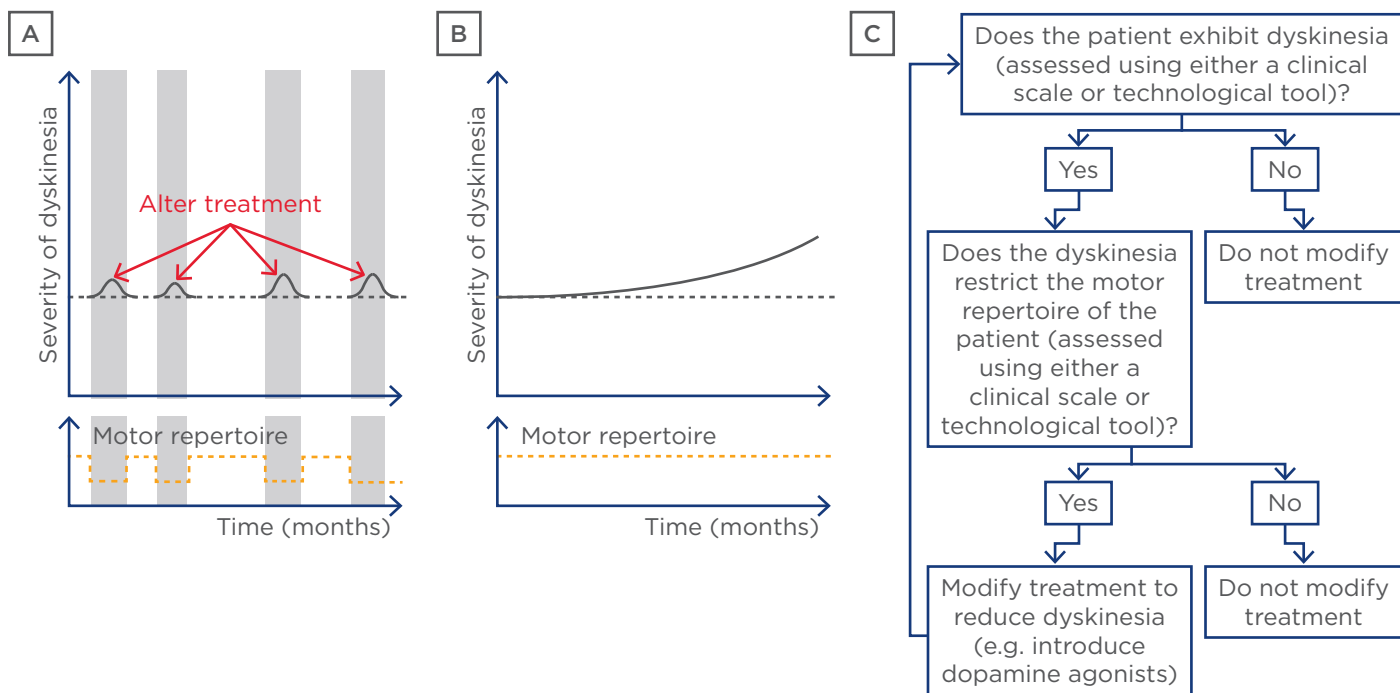 A
Severity of dyskinesia
Alter treatment
Motor repertoire
Time (months)
B
Severity of dyskinesia
Motor repertoire
Time (months)
C
Does the patient exhibit dyskinesia
(assessed using either a clinical
scale or technological tool)?
Yes
No
Does the dyskinesia
restrict the motor
repertoire of the
patient (assessed
using either a
clinical scale or
technological tool)?
Do not modify
treatment
Yes
No
Modify treatment to
reduce dyskinesia
(e.g. introduce
dopamine agonists)
Do not modify
treatment